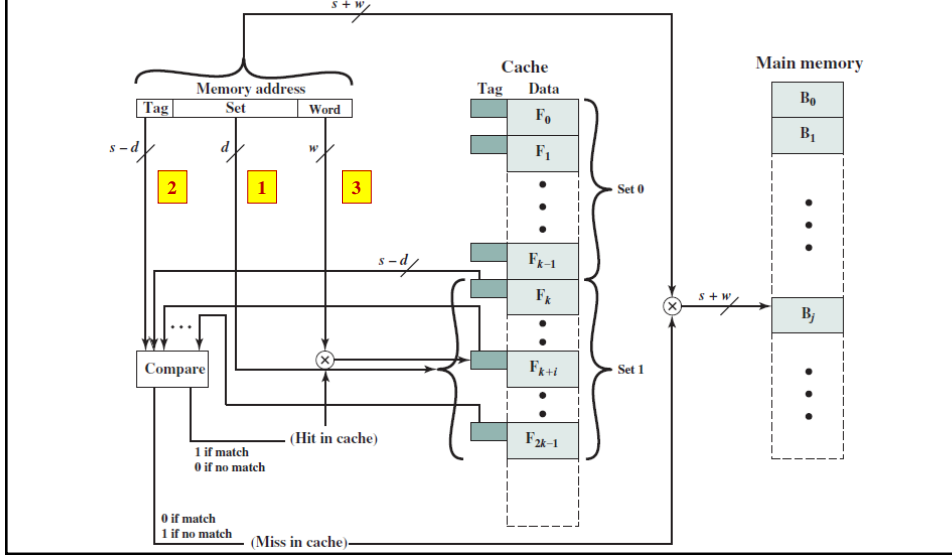 s + w
Cache
Main memory
Memory address
Tag Data
Tag Set Word
F0
B0
F1
B1
s – d d w
2 1 3
Set 0
s – d
Fk–1
Fk
s + w
Bj
...
Compare
Fk+i
Set 1
(Hit in cache)
F2k–1
1 if match
0 if no match
0 if match
1 if no match
(Miss in cache)